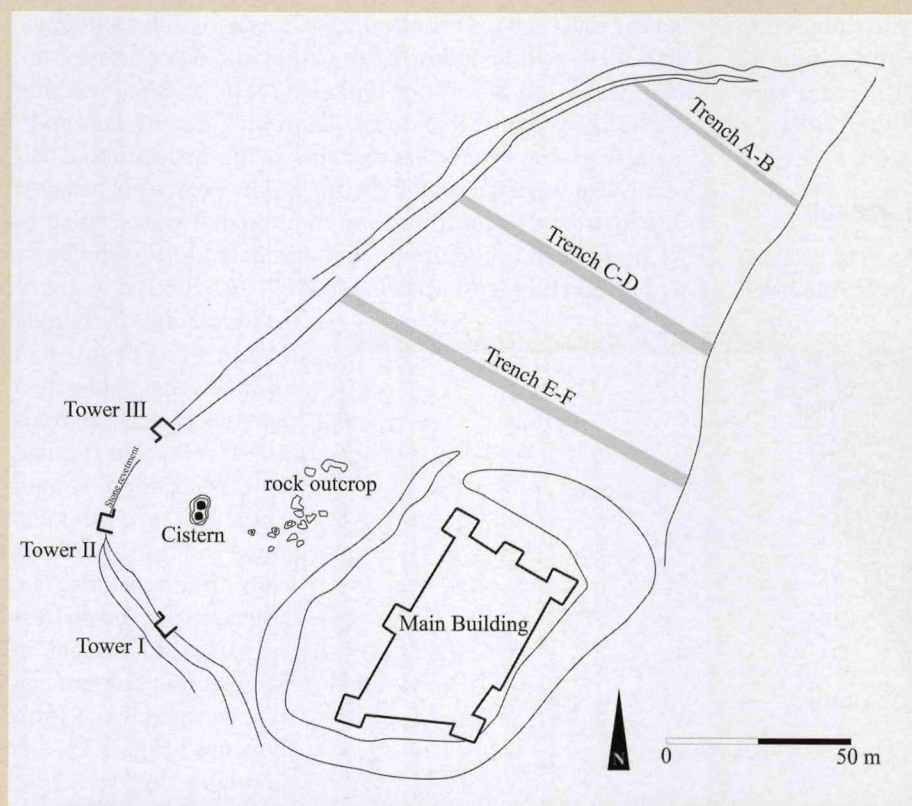 Trench A-B
Trench C-D
Trench E-F
Tower III
Stone revetment
rock outcrop
Cistern
Tower II
Main Building
Tower I
N
0
50 m